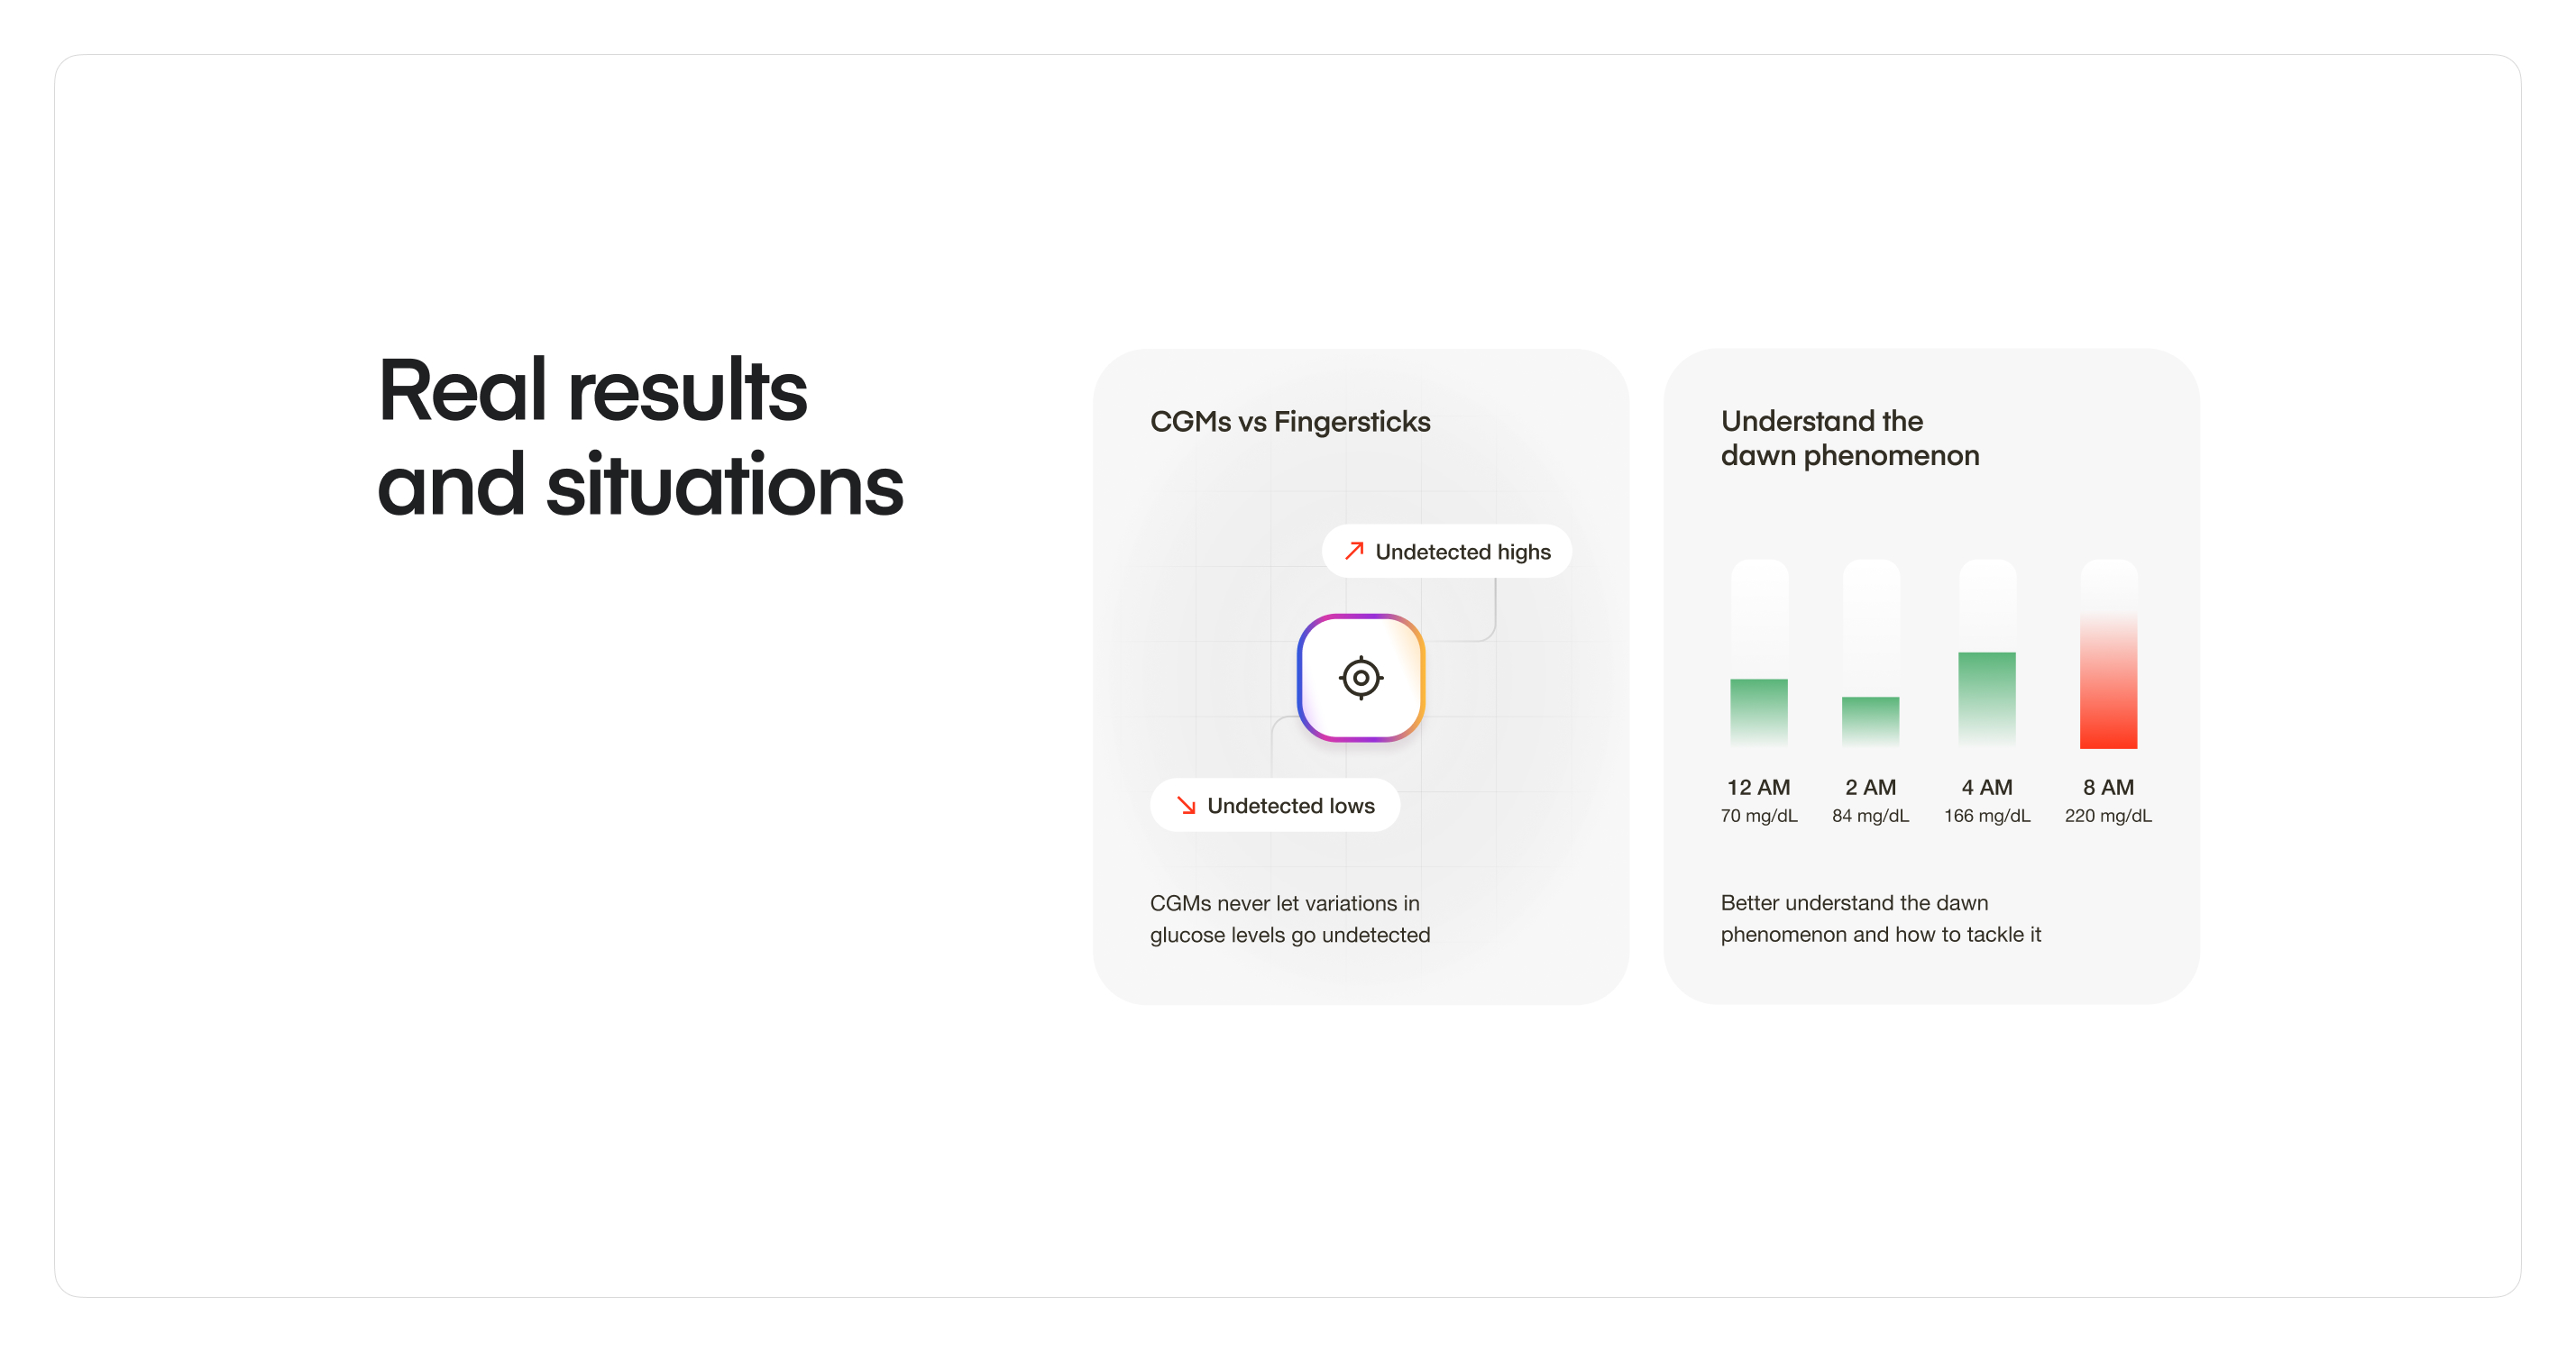 Real results
and situations
CGMs vs Fingersticks
Undetected highs
Undetected lows
CGMs never let variations in
glucose levels go undetected
Understand the
dawn phenomenon
12 AM 2 AM 4 AM 8 AM
70 mg/dL 84 mg/dL 166 mg/dL 220 mg/dL
Better understand the dawn
phenomenon and how to tackle it